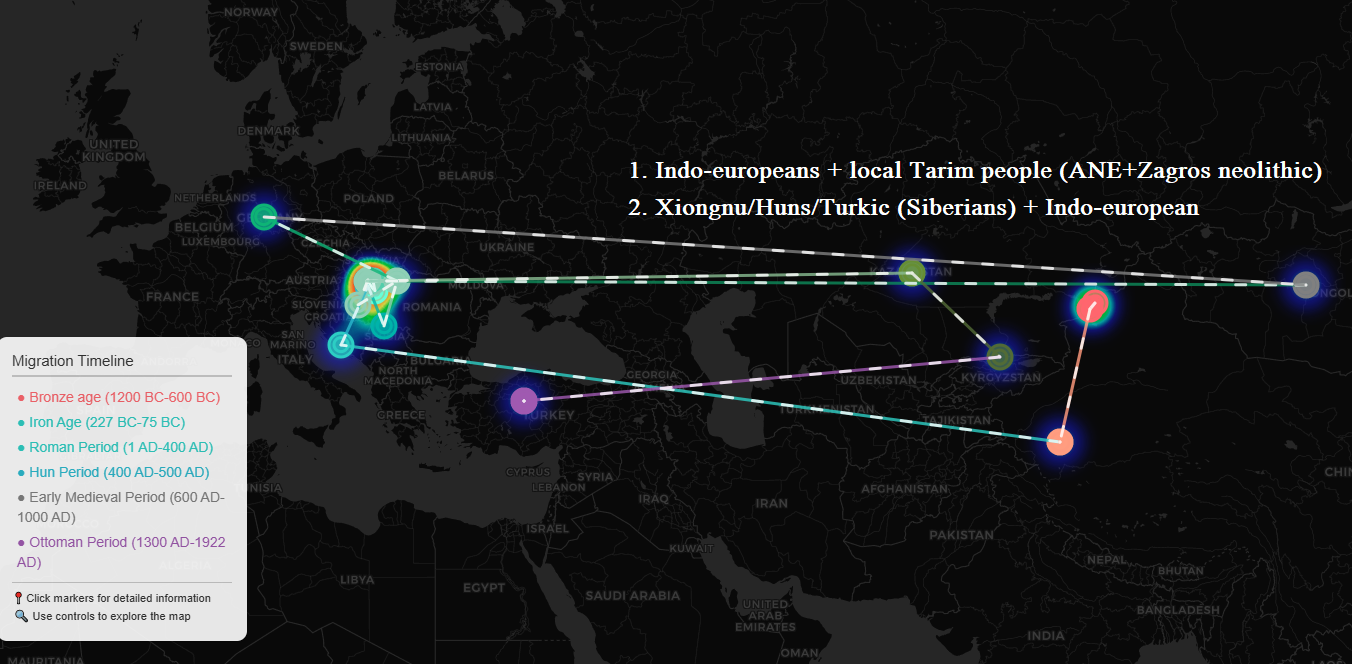 NORWAY
SWEDEN
ESTONIA
LATVIA
DENMARK
LITHUANIA
UNITED
KINGDOM
1. Indo-europeans + local Tarim people (ANE+Zagros neolithic)
IRELAND
BELARUS
NETHERLANDS
POLAND
2. Xiongnu/Huns/Turkic (Siberians) + Indo-european
BELGIUM
LUXEMBOURG
CZECHIA
UKRAINE
AUSTRIA
MOLDOVA
FRANCE
SLOVENIA
CROATIA
ROMANIA
SAN
MARINO
ITALY
BULGARIA
NORTH
MACEDONIA
GEORGIA
UZBEKISTAN
KYRGYZSTAN
GREECE
TURKEY
TURKMENISTAN
TAJIKISTAN
CYPRUS
LEBANON
SYRIA
IRAQ
IRAN
AFGHANISTAN
ISRAEL
PAKISTAN
KUWAIT
NEPAL
BHUTAN
LIBYA
EGYPT
SAUDI ARABIA
UNITED
ARAB
EMIRATES
BANGLADESH
INDIA
OMAN
MAURITANIA
Migration Timeline
● Bronze age (1200 BC-600 BC)
● Iron Age (227 BC-75 BC)
● Roman Period (1 AD-400 AD)
● Hun Period (400 AD-500 AD)
● Early Medieval Period (600 AD-
1000 AD)
● Ottoman Period (1300 AD-1922
AD)
📍 Click markers for detailed information
🔍 Use controls to explore the map